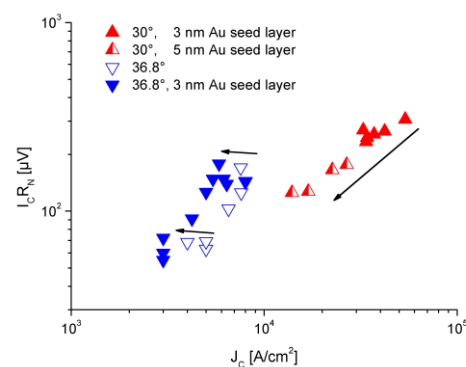 30°, 3 nm Au seed layer
30°, 5 nm Au seed layer
36.8°
36.8°, 3 nm Au seed layer
I_C R_N [µV]
10³
10²
10³
10⁴
10⁵
J_C [A/cm²]